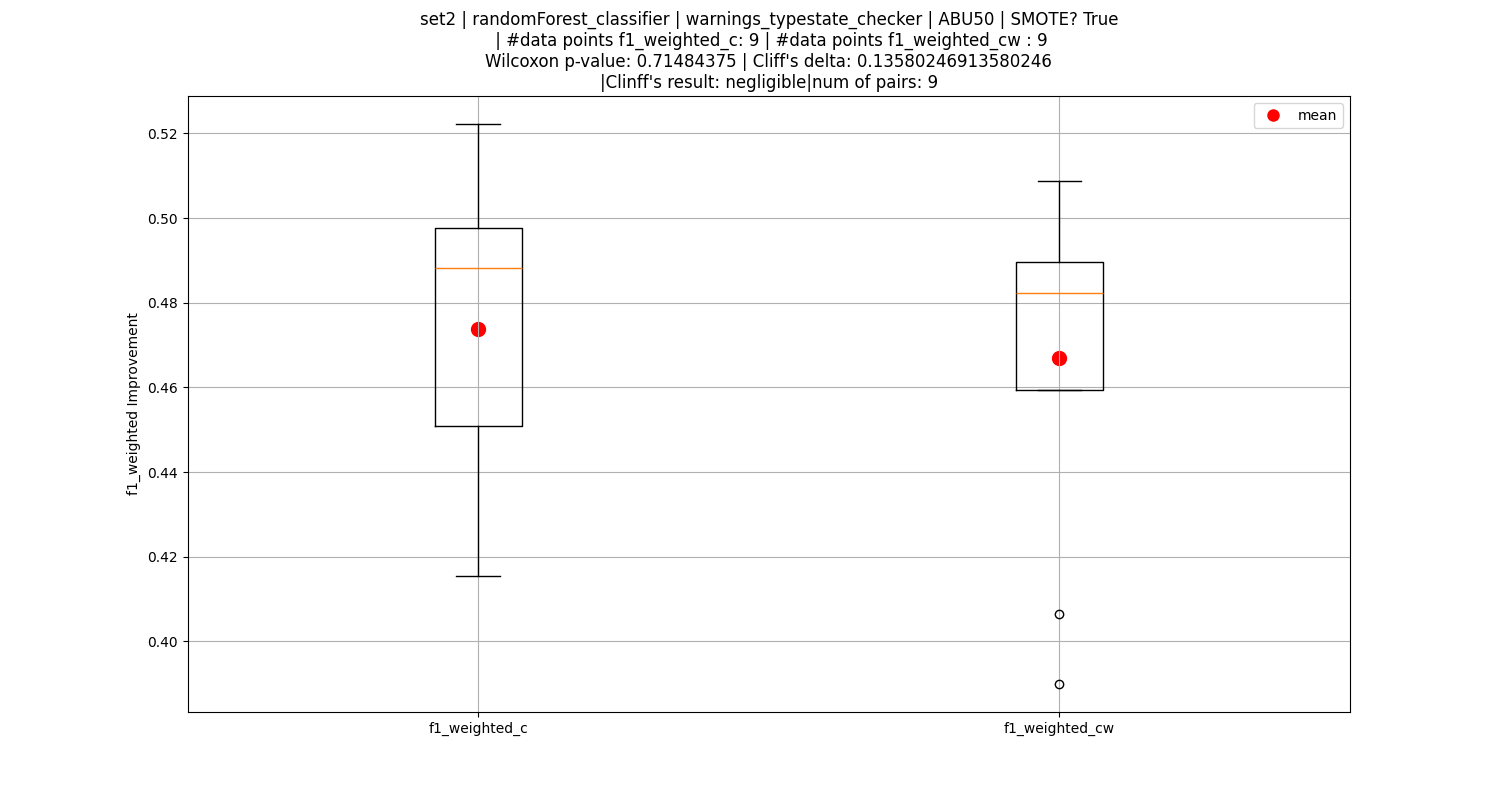 set2 | randomForest_classifier | warnings_typestate_checker | ABU50 | SMOTE? True
| #data points f1_weighted_c: 9 | #data points f1_weighted_cw : 9
Wilcoxon p-value: 0.71484375 | Cliff's delta: 0.13580246913580246
|Clinff's result: negligible|num of pairs: 9
mean
f1_weighted Improvement
0.52
0.50
0.48
0.46
0.44
0.42
0.40
f1_weighted_c
f1_weighted_cw